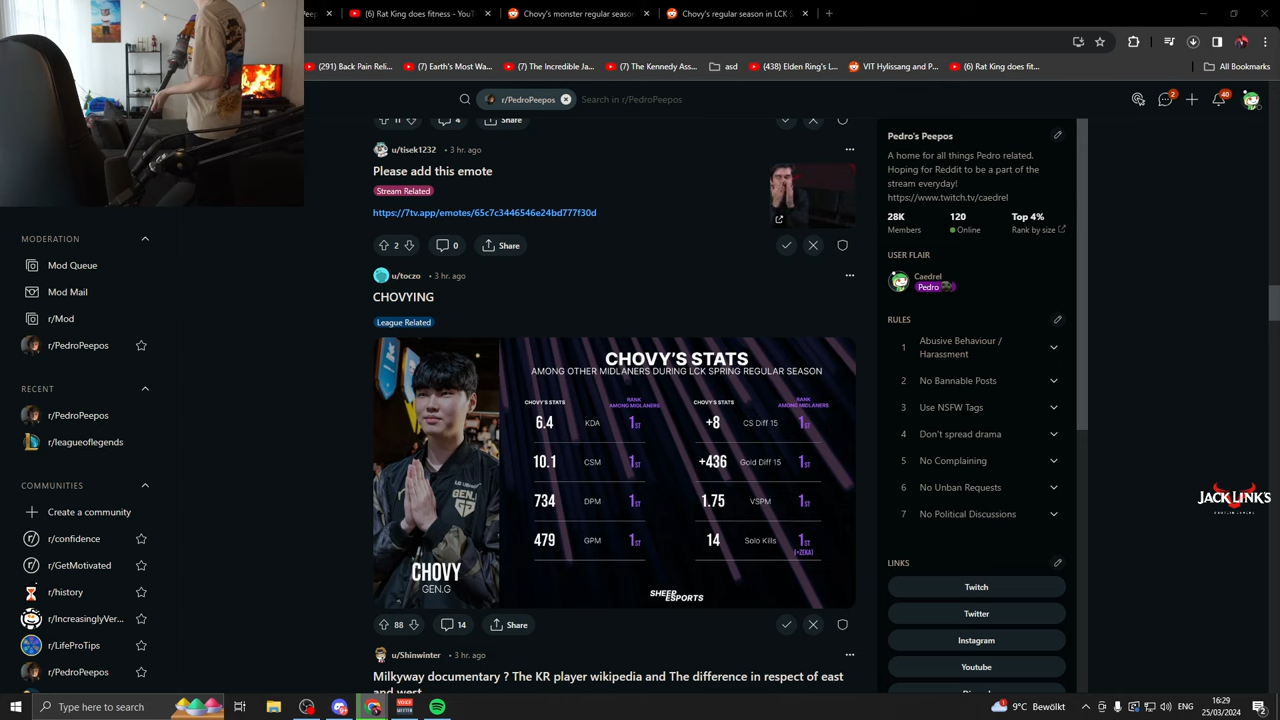 (6) Rat King does fitness - YouT
Chovy's monster regular seaso
Chovy's regular season in LCK S
(291) Back Pain Reli...
(7) Earth's Most Wa...
(7) The Incredible Ja...
(7) The Kennedy Ass...
asd
(438) Elden Ring's L...
VIT Hylissang and P...
(6) Rat King does fit...
All Bookmarks
r/PedroPeepos
Search in r/PedroPeepos
2
40
11
4
Share
u/tisek1232 • 3 hr. ago
Please add this emote
Stream Related
https://7tv.app/emotes/65c7c3446546e24bd777f30d
2
0
Share
u/toczo • 3 hr. ago
CHOVYING
League Related
CHOVY'S STATS
AMONG OTHER MIDLANERS DURING LCK SPRING REGULAR SEASON
CHOVY'S STATS
RANK AMONG MIDLANERS
CHOVY'S STATS
RANK AMONG MIDLANERS
6.4 KDA 1ST
+8 CS Diff 15 1ST
10.1 CSM 1ST
+436 Gold Diff 15 1ST
734 DPM 1ST
1.75 VSPM 1ST
479 GPM 1ST
14 Solo Kills 1ST
(=ZEKA)
GEN.G
CHOVY
GEN.G
SHEEP ESPORTS
88
14
Share
u/Shinwinter • 3 hr. ago
Milkyway documentary ? The KR player wikipedia and The difference in respect of east
and west
MODERATION
Mod Queue
Mod Mail
r/Mod
r/PedroPeepos
RECENT
r/PedroPeepos
r/leagueoflegends
COMMUNITIES
Create a community
r/confidence
r/GetMotivated
r/history
r/IncreasinglyVer...
r/LifeProTips
r/PedroPeepos
Pedro's Peepos
A home for all things Pedro related.
Hoping for Reddit to be a part of the
stream everyday!
https://www.twitch.tv/caedrel
28K
120
Top 4%
Members
Online
Rank by size
USER FLAIR
Caedrel
Pedro
RULES
1 Abusive Behaviour /
Harassment
2 No Bannable Posts
3 Use NSFW Tags
4 Don't spread drama
5 No Complaining
6 No Unban Requests
7 No Political Discussions
LINKS
Twitch
Twitter
Instagram
Youtube
JACK LINK'S
Type here to search
9°C Bewolkt
ENG
16:29
25/03/2024